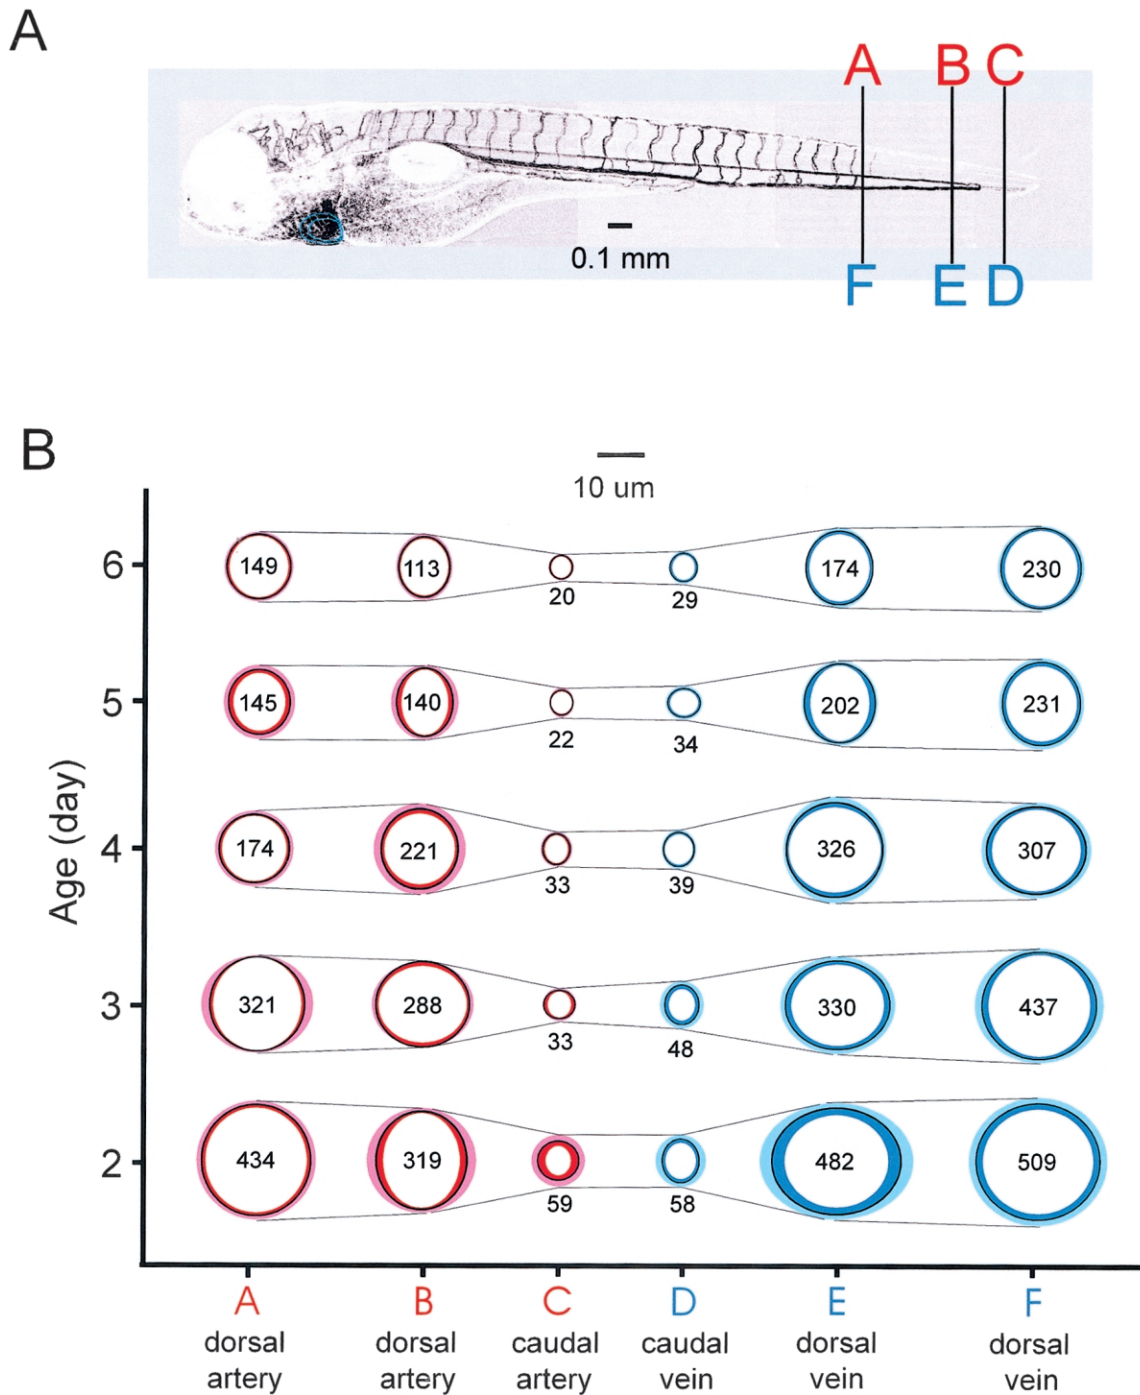 A
A B C
0.1 mm
F E D
B
10 um
Age (day)
6 149 113 20 29 174 230
5 145 140 22 34 202 231
4 174 221 33 39 326 307
3 321 288 33 48 330 437
2 434 319 59 58 482 509
A B C D E F
dorsal dorsal caudal caudal dorsal dorsal
artery artery artery vein vein vein